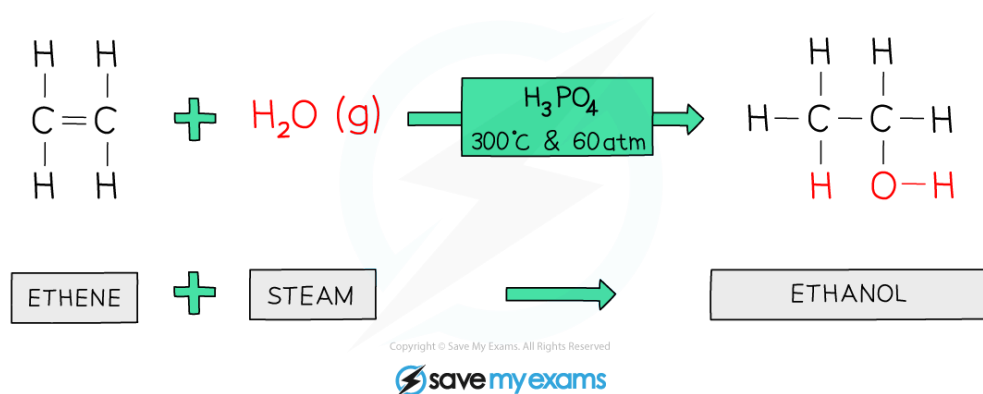 H H H H
C=C + H₂O (g) H₃PO₄ H—C—C—H
300°C & 60atm
H H H O—H
ETHENE + STEAM ETHANOL
Copyright © Save My Exams. All Rights Reserved
save my exams